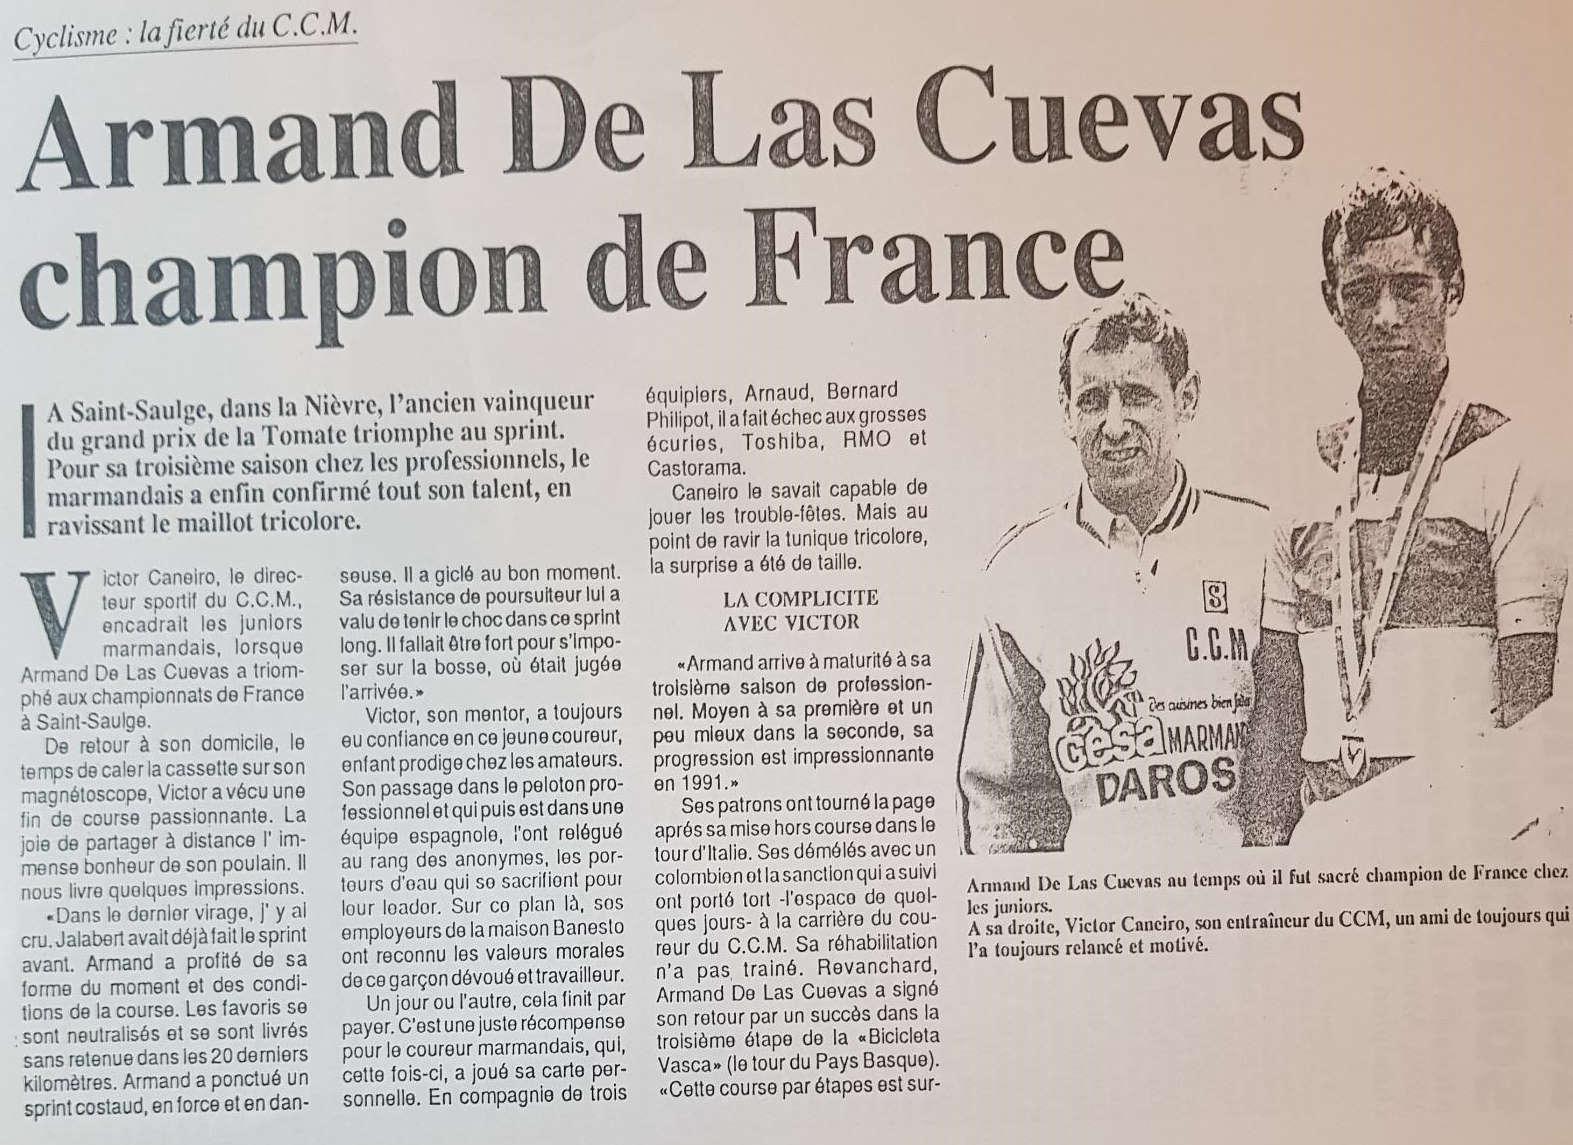 Cyclisme : la fierté du C.C.M.
Armand De Las Cuevas
champion de France
A Saint-Saulge, dans la Nièvre, l'ancien vainqueur
du grand prix de la Tomate triomphe au sprint.
Pour sa troisième saison chez les professionnels, le
marmandais a enfin confirmé tout son talent, en
ravissant le maillot tricolore.
Victor Caneiro, le direc-
teur sportif du C.C.M.,
encadrait les juniors
marmandais, lorsque
Armand De Las Cuevas a triom-
phé aux championnats de France
à Saint-Saulge.
De retour à son domicile, le
temps de caler la cassette sur son
magnétoscope, Victor a vécu une
fin de course passionnante. La
joie de partager à distance l' im-
mense bonheur de son poulain. Il
nous livre quelques impressions.
«Dans le dernier virage, j' y ai
cru. Jalabert avait déjà fait le sprint
avant. Armand a profité de sa
forme du moment et des condi-
tions de la course. Les favoris se
sont neutralisés et se sont livrés
sans retenue dans les 20 derniers
kilomètres. Armand a ponctué un
sprint costaud, en force et en dan-
seuse. Il a giclé au bon moment.
Sa résistance de poursuiteur lui a
valu de tenir le choc dans ce sprint
long. Il fallait être fort pour s'impo-
ser sur la bosse, où était jugée
l'arrivée.»
Victor, son mentor, a toujours
eu confiance en ce jeune coureur,
enfant prodige chez les amateurs.
Son passage dans le peloton pro-
fessionnel et qui puis est dans une
équipe espagnole, l'ont relégué
au rang des anonymes, les por-
teurs d'eau qui se sacrifient pour
leur leader. Sur ce plan là, ses
employeurs de la maison Banesto
ont reconnu les valeurs morales
de ce garçon dévoué et travailleur.
Un jour ou l'autre, cela finit par
payer. C'est une juste récompense
pour le coureur marmandais, qui,
cette fois-ci, a joué sa carte per-
sonnelle. En compagnie de trois
équipiers, Arnaud, Bernard
Philipot, il a fait échec aux grosses
écuries, Toshiba, RMO et
Castorama.
Caneiro le savait capable de
jouer les trouble-fêtes. Mais au
point de ravir la tunique tricolore,
la surprise a été de taille.
LA COMPLICITE
AVEC VICTOR
«Armand arrive à maturité à sa
troisième saison de profession-
nel. Moyen à sa première et un
peu mieux dans la seconde, sa
progression est impressionnante
en 1991.»
Ses patrons ont tourné la page
aprés sa mise hors course dans le
tour d'Italie. Ses démélés avec un
colombien et la sanction qui a suivi
ont porté tort -l'espace de quel-
ques jours- à la carrière du cou-
reur du C.C.M. Sa réhabilitation
n'a pas trainé. Revanchard,
Armand De Las Cuevas a signé
son retour par un succès dans la
troisième étape de la «Bicicleta
Vasca» (le tour du Pays Basque).
«Cette course par étapes est sur-
S
C.C.M
Des cuisines bien
césa MARMAN
DAROS
Armand De Las Cuevas au temps où il fut sacré champion de France chez
les juniors.
A sa droite, Victor Caneiro, son entraîneur du CCM, un ami de toujours qui
l'a toujours relancé et motivé.